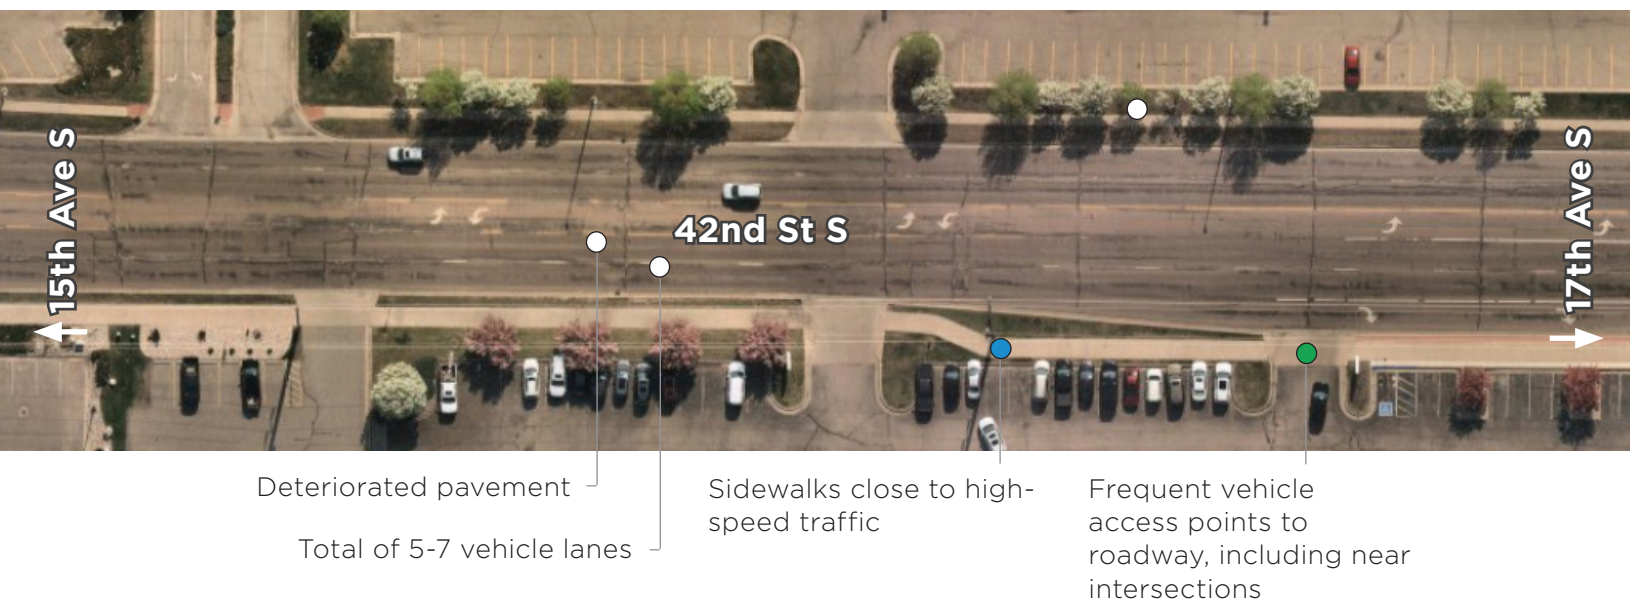 15th Ave S
42nd St S
17th Ave S
Deteriorated pavement
Total of 5-7 vehicle lanes
Sidewalks close to high-
speed traffic
Frequent vehicle
access points to
roadway, including near
intersections